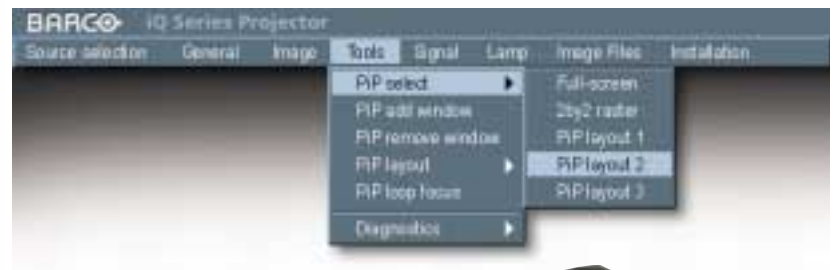 BARCO iQ Series Projector
Source selection General Image Tools Signal Lamp Image Files Installation
PiP select Full-screen
PiP add window 2by2 raster
PiP remove window PiP layout 1
PiP layout PiP layout 2
PiP loop focus PiP layout 3
Diagnostics